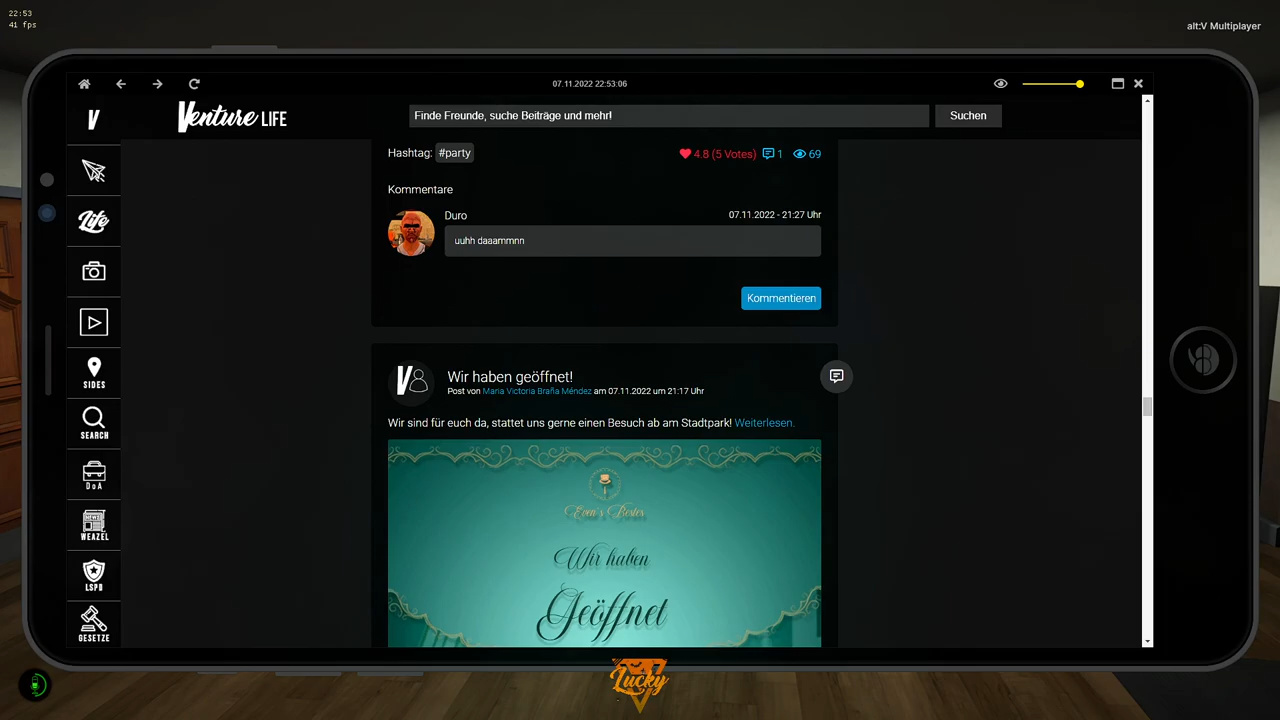 22:53
41 fps
alt:V Multiplayer
07.11.2022 22:53:06
V
Venture LIFE
Finde Freunde, suche Beiträge und mehr!
Suchen
Hashtag: #party
4.8 (5 Votes) 1 69
Kommentare
Duro
07.11.2022 - 21:27 Uhr
uuhh daaammnn
Kommentieren
Life
SIDES
SEARCH
DoA
NEWS
WEAZEL
LSPD
GESETZE
V
Wir haben geöffnet!
Post von Maria Victoria Braña Méndez am 07.11.2022 um 21:17 Uhr
Wir sind für euch da, stattet uns gerne einen Besuch ab am Stadtpark! Weiterlesen.
Wir haben
Geöffnet
Lucky